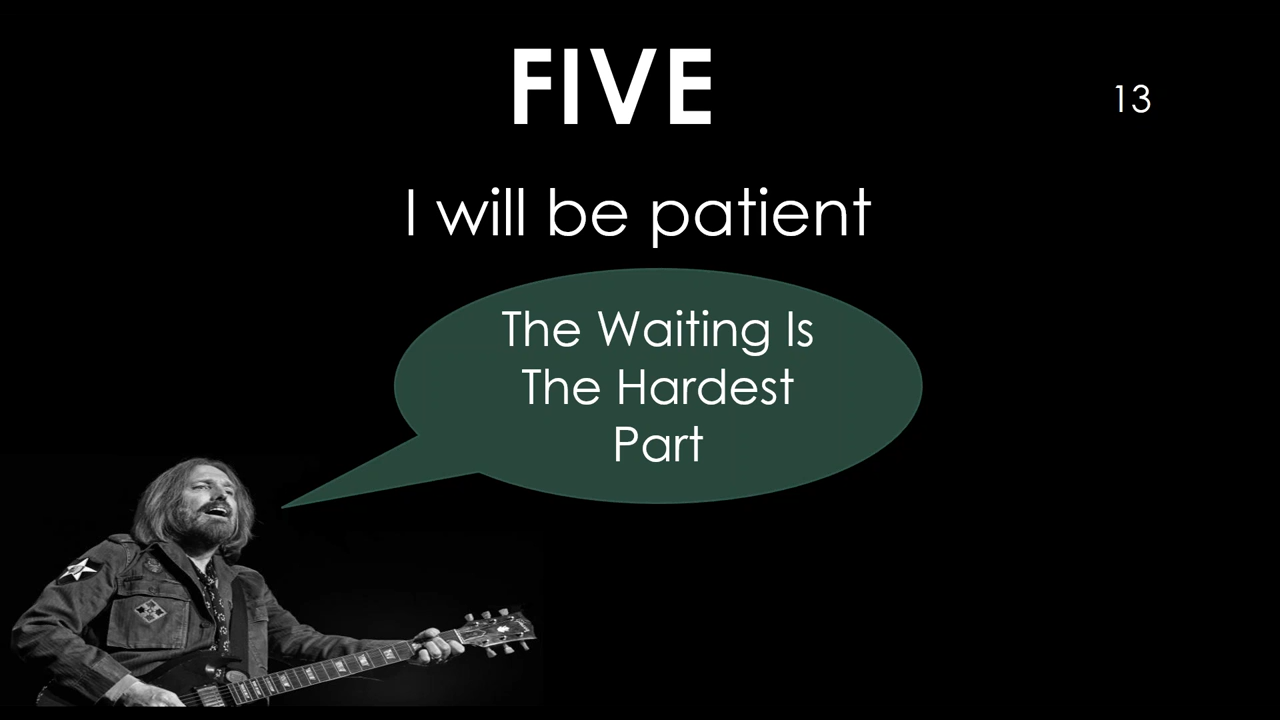 FIVE
13
I will be patient
The Waiting Is
The Hardest
Part